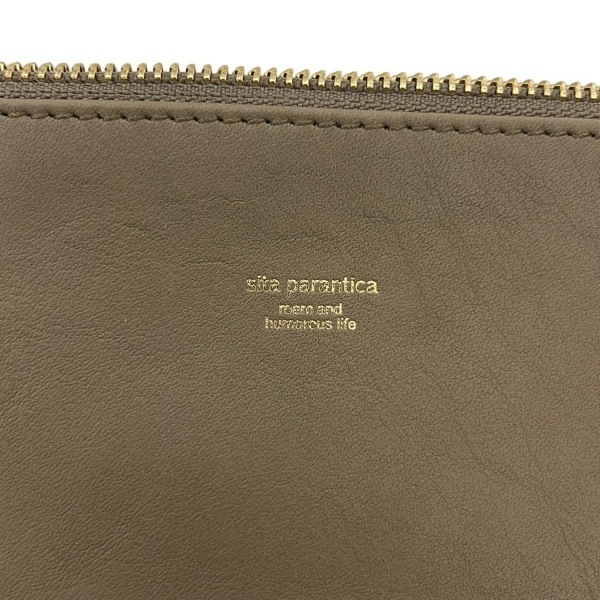 sita parantica
roam and
humorous life